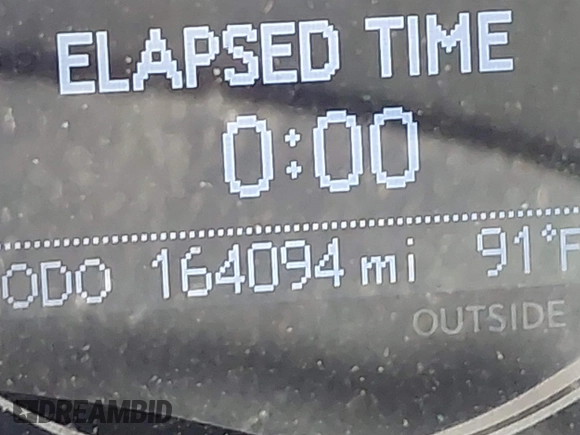 ELAPSED TIME
0:00
ODO 164094 mi 91°F
OUTSIDE
DREAMBID